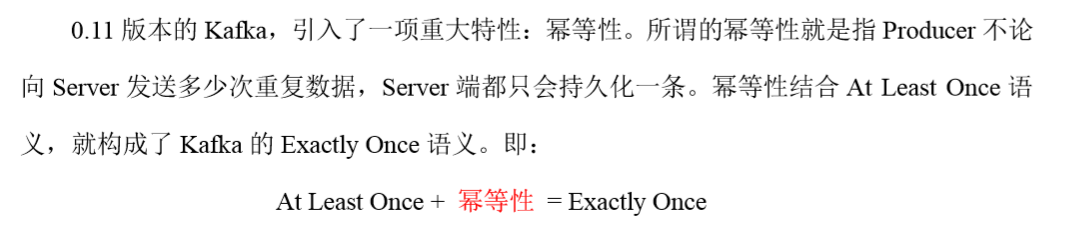 0.11 版本的 Kafka，引入了一项重大特性：幂等性。所谓的幂等性就是指 Producer 不论
向 Server 发送多少次重复数据，Server 端都只会持久化一条。幂等性结合 At Least Once 语
义，就构成了 Kafka 的 Exactly Once 语义。即：
At Least Once + 幂等性 = Exactly Once